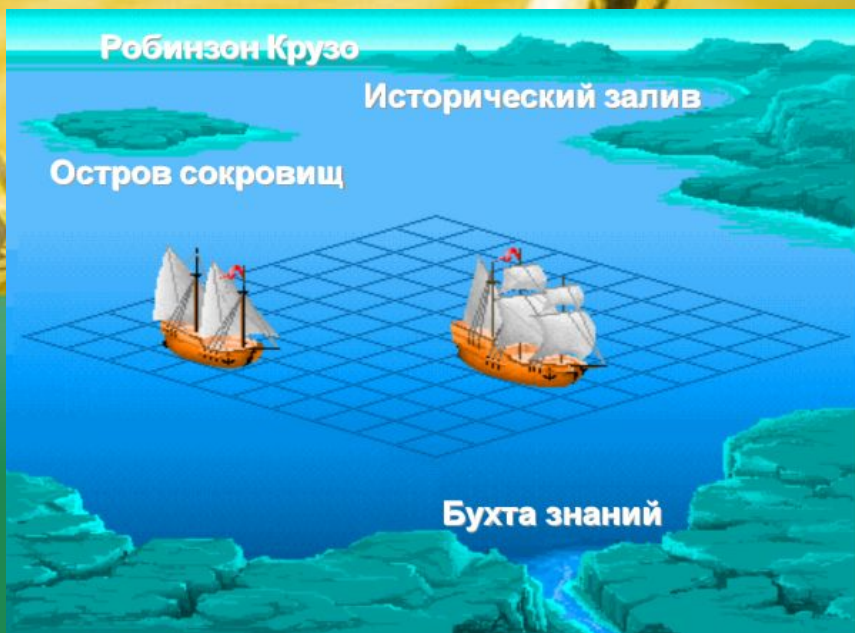 Робинзон Крузо
Исторический залив
Остров сокровищ
Бухта знаний